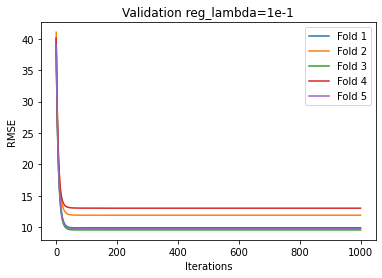 Validation reg_lambda=1e-1
Fold 1
Fold 2
Fold 3
Fold 4
Fold 5
RMSE
40
35
30
25
20
15
10
0 200 400 600 800 1000
Iterations